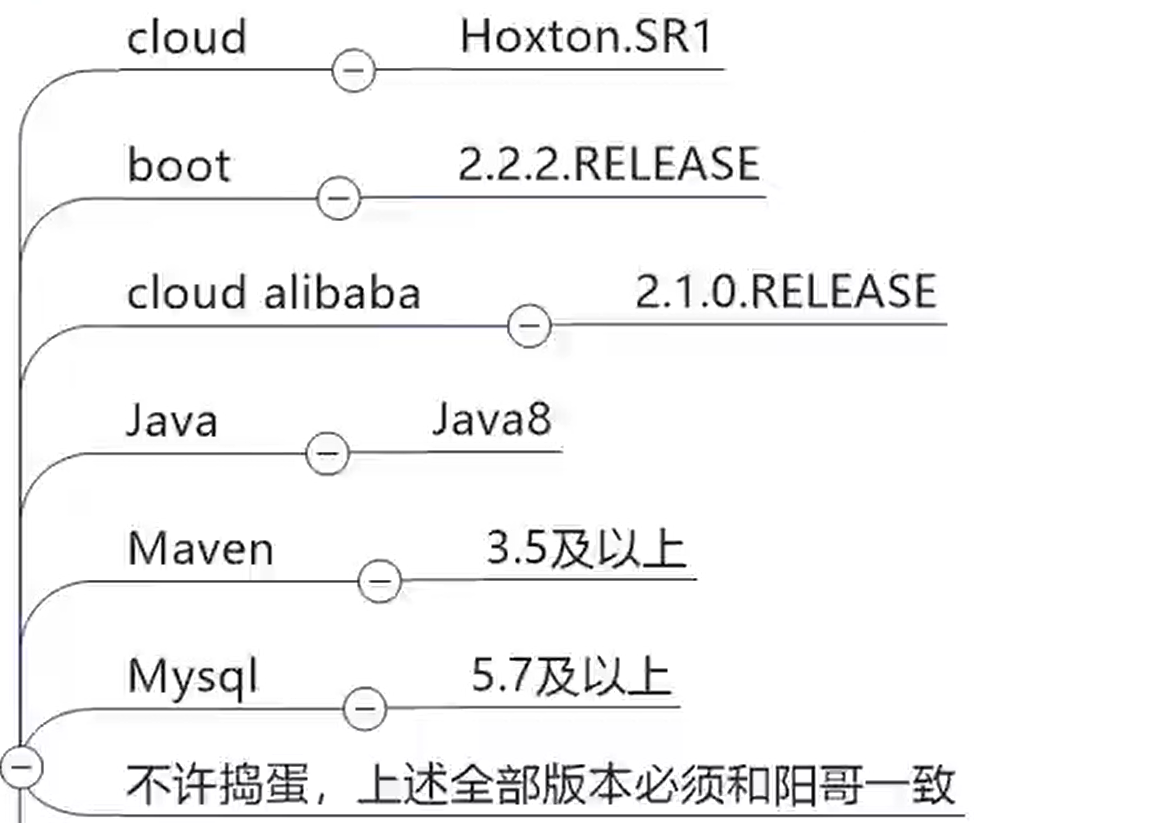 cloud Hoxton.SR1
boot 2.2.2.RELEASE
cloud alibaba 2.1.0.RELEASE
Java Java8
Maven 3.5及以上
Mysql 5.7及以上
不许捣蛋，上述全部版本必须和阳哥一致